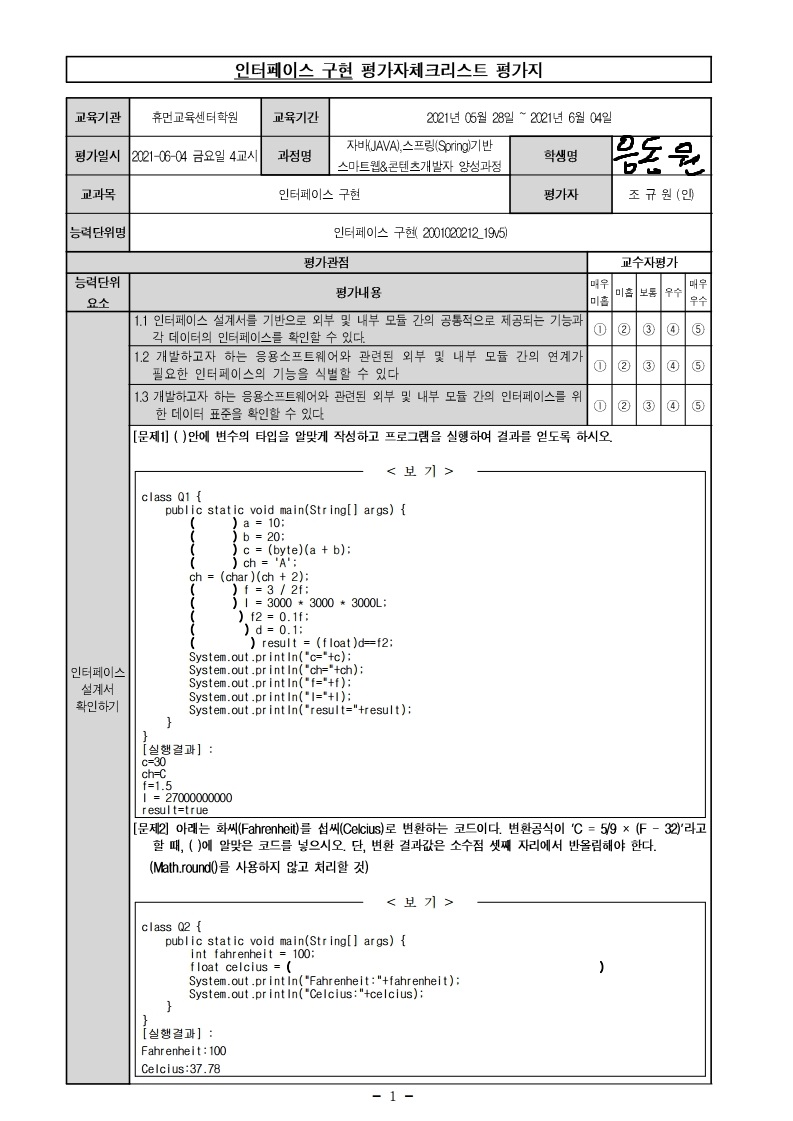 인터페이스 구현 평가자체크리스트 평가지
교육기관 휴먼교육센터학원 교육기간 2021년 05월 28일 ~ 2021년 6월 04일
평가일시 2021-06-04 금요일 4교시 과정명 자바(JAVA),스프링(Spring)기반
스마트웹&콘텐츠개발자 양성과정 학생명
교과목 인터페이스 구현 평가자 조 규 원 (인)
능력단위명 인터페이스 구현( 2001020212_19v5)
평가관점 교수자평가
능력단위
요소
평가내용
매우
미흡
미흡 보통 우수
매우
우수
1.1 인터페이스 설계서를 기반으로 외부 및 내부 모듈 간의 공통적으로 제공되는 기능과
각 데이터의 인터페이스를 확인할 수 있다.
① ② ③ ④ ⑤
1.2 개발하고자 하는 응용소프트웨어와 관련된 외부 및 내부 모듈 간의 연계가
필요한 인터페이스의 기능을 식별할 수 있다
① ② ③ ④ ⑤
1.3 개발하고자 하는 응용소프트웨어와 관련된 외부 및 내부 모듈 간의 인터페이스를 위
한 데이터 표준을 확인할 수 있다.
① ② ③ ④ ⑤
인터페이스
설계서
확인하기
[문제1] ( )안에 변수의 타입을 알맞게 작성하고 프로그램을 실행하여 결과를 얻도록 하시오.
< 보 기 >
class Q1 {
public static void main(String[] args) {
( ) a = 10;
( ) b = 20;
( ) c = (byte)(a + b);
( ) ch = 'A';
ch = (char)(ch + 2);
( ) f = 3 / 2f;
( ) l = 3000 * 3000 * 3000L;
( ) f2 = 0.1f;
( ) d = 0.1;
( ) result = (float)d==f2;
System.out.println("c="+c);
System.out.println("ch="+ch);
System.out.println("f="+f);
System.out.println("l="+l);
System.out.println("result="+result);
}
}
[실행결과] :
c=30
ch=C
f=1.5
l = 27000000000
result=true
[문제2] 아래는 화씨(Fahrenheit)를 섭씨(Celcius)로 변환하는 코드이다. 변환공식이 'C = 5/9 × (F - 32)'라고
할 때, ( )에 알맞은 코드를 넣으시오. 단, 변환 결과값은 소수점 셋째 자리에서 반올림해야 한다.
(Math.round()를 사용하지 않고 처리할 것)
< 보 기 >
class Q2 {
public static void main(String[] args) {
int fahrenheit = 100;
float celcius = ( )
System.out.println("Fahrenheit:"+fahrenheit);
System.out.println("Celcius:"+celcius);
}
}
[실행결과] :
Fahrenheit:100
Celcius:37.78
- 1 -